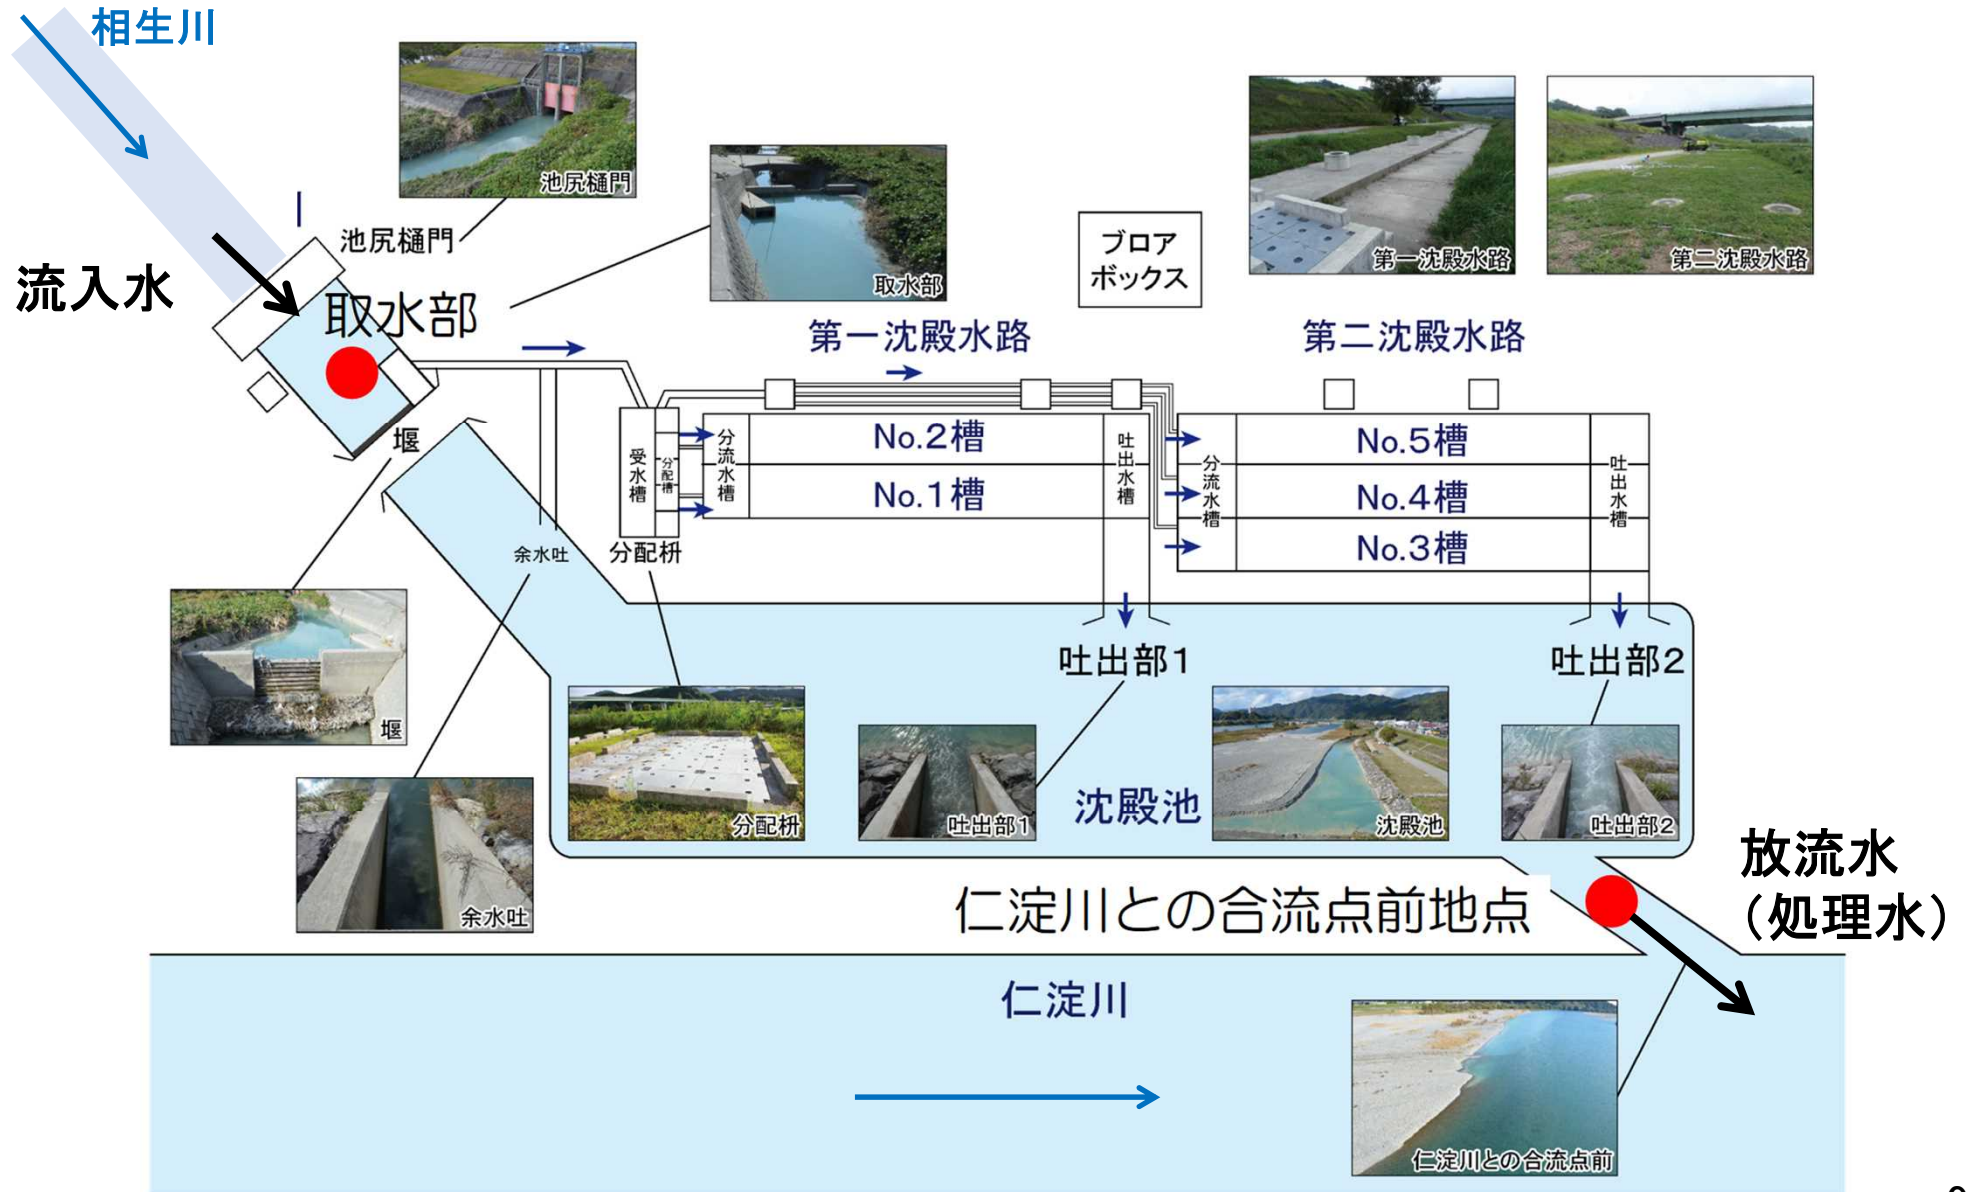 相生川
池尻樋門
取水部
第一沈殿水路
第二沈殿水路
池尻樋門
流入水
取水部
ブロア
ボックス
第一沈殿水路
第二沈殿水路
堰
受水槽
分配槽
分流水槽
No.2槽
No.1槽
吐出水槽
分流水槽
No.5槽
No.4槽
No.3槽
吐出水槽
余水吐
分配枡
吐出部1
吐出部2
堰
余水吐
分配枡
吐出部1
沈殿池
沈殿池
吐出部2
放流水
（処理水）
仁淀川との合流点前地点
仁淀川
仁淀川との合流点前